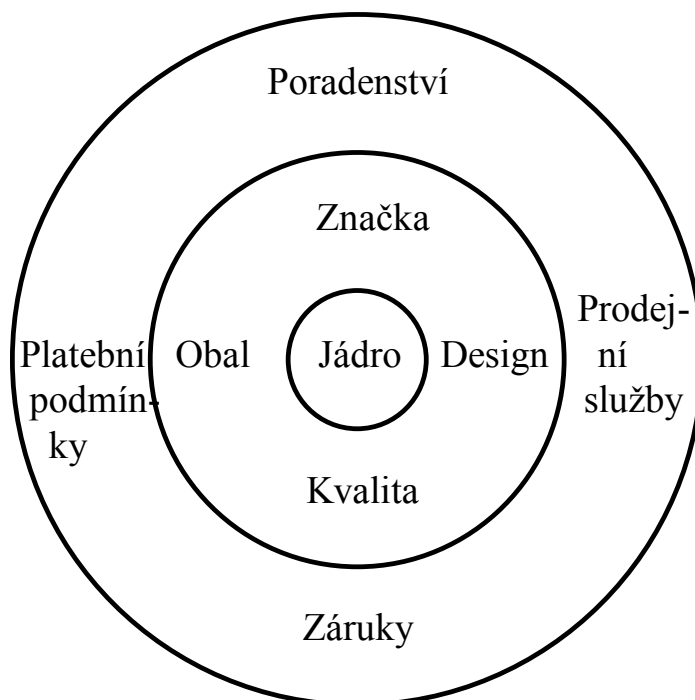 Poradenství
Značka
Platební
podmín-
ky
Obal
Jádro
Design
Prodej-
ní
služby
Kvalita
Záruky